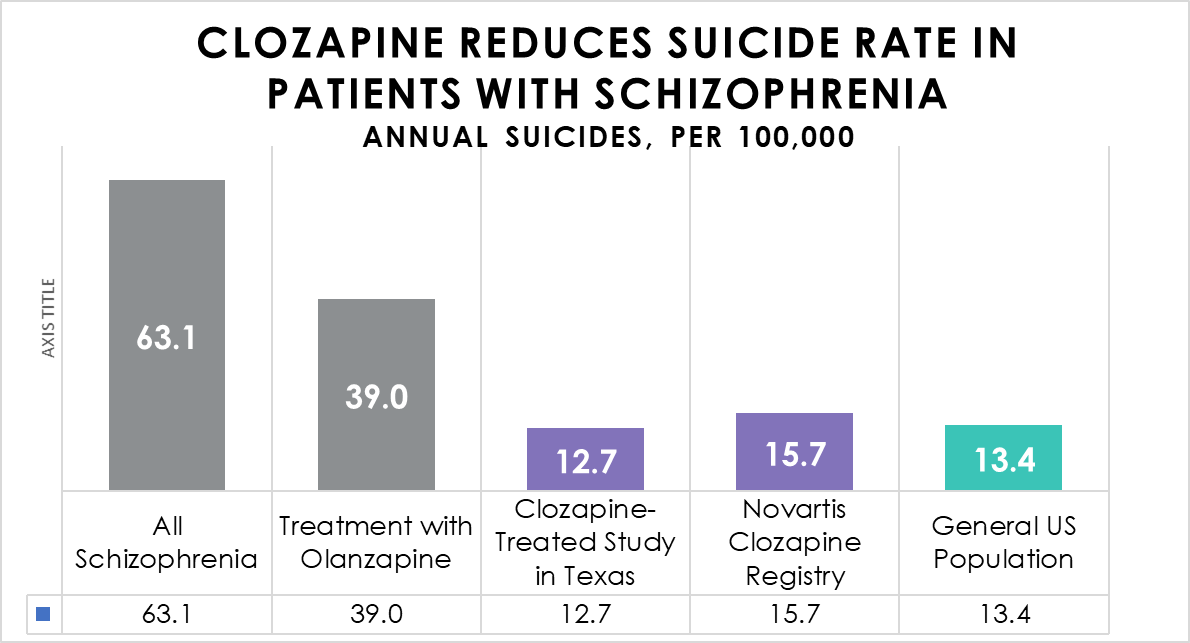 CLOZAPINE REDUCES SUICIDE RATE IN
PATIENTS WITH SCHIZOPHRENIA
ANNUAL SUICIDES, PER 100,000
AXIS TITLE
63.1
39.0
12.7
15.7
13.4
All
Schizophrenia
Treatment with
Olanzapine
Clozapine-
Treated Study
in Texas
Novartis
Clozapine
Registry
General US
Population
63.1
39.0
12.7
15.7
13.4